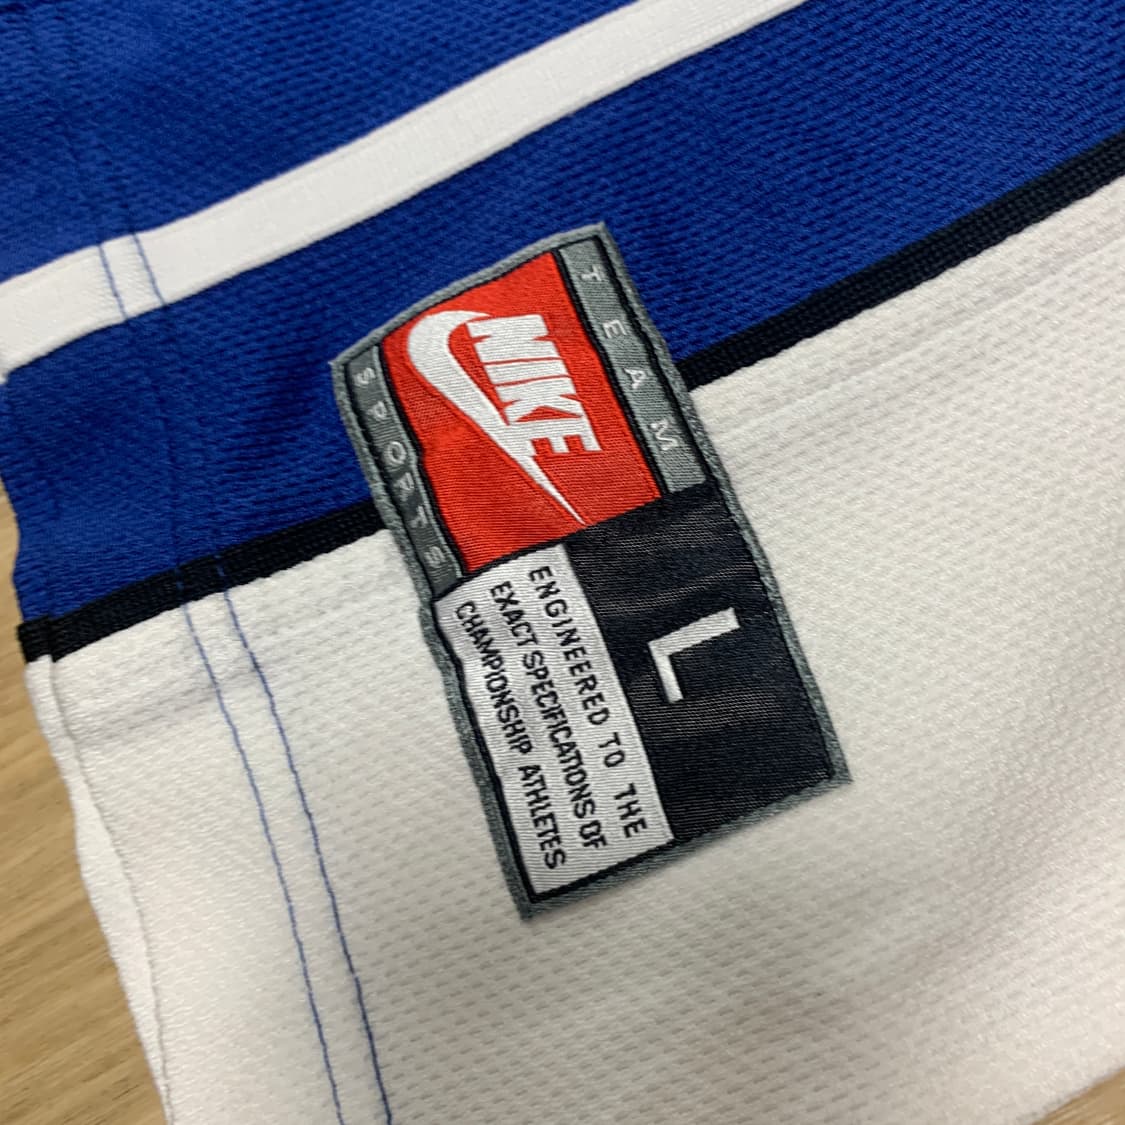 TEAM
NIKE
SPORTS
L
ENGINEERED TO THE
EXACT SPECIFICATIONS OF
CHAMPIONSHIP ATHLETES